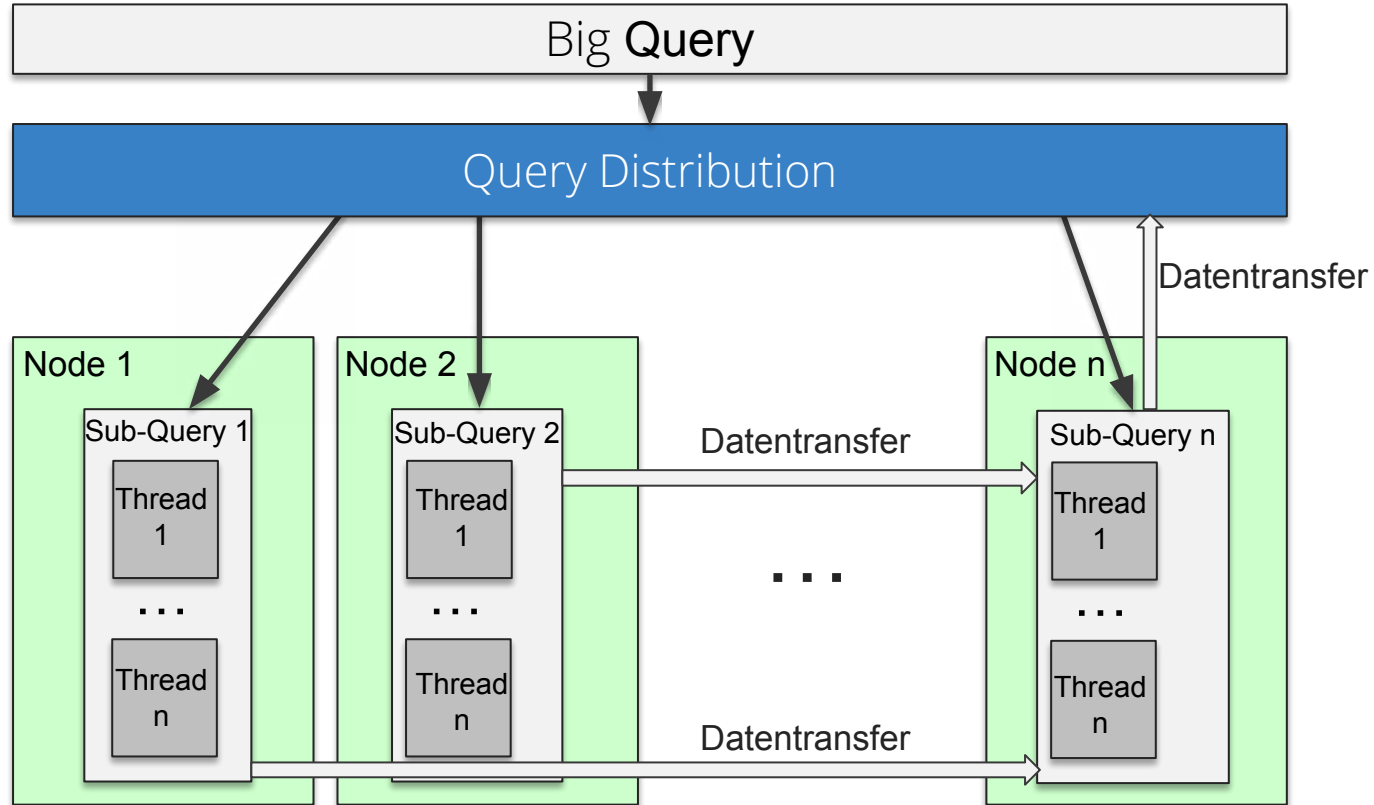 Big Query
Query Distribution
Datentransfer
Node 1
Node 2
Node n
Sub-Query 1
Sub-Query 2
Sub-Query n
Datentransfer
Thread
1
Thread
1
Thread
1
...
...
...
...
Thread
n
Thread
n
Thread
n
Datentransfer